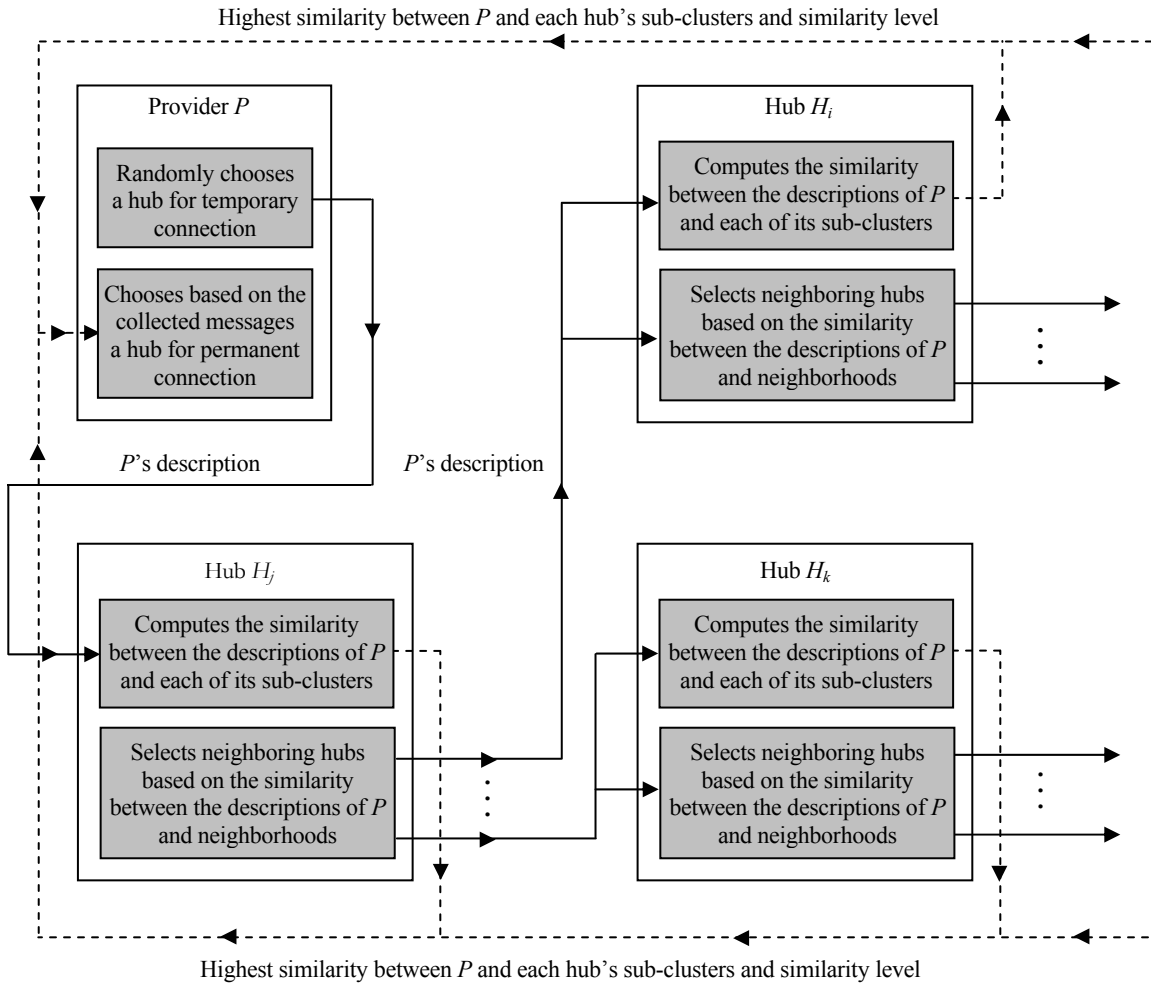 Highest similarity between P and each hub's sub-clusters and similarity level
Provider P
Randomly chooses
a hub for temporary
connection
Chooses based on the
collected messages
a hub for permanent
connection
Hub Hi
Computes the similarity
between the descriptions of P
and each of its sub-clusters
Selects neighboring hubs
based on the similarity
between the descriptions of P
and neighborhoods
P's description
P's description
Hub Hj
Computes the similarity
between the descriptions of P
and each of its sub-clusters
Selects neighboring hubs
based on the similarity
between the descriptions of P
and neighborhoods
Hub Hk
Computes the similarity
between the descriptions of P
and each of its sub-clusters
Selects neighboring hubs
based on the similarity
between the descriptions of P
and neighborhoods
Highest similarity between P and each hub's sub-clusters and similarity level